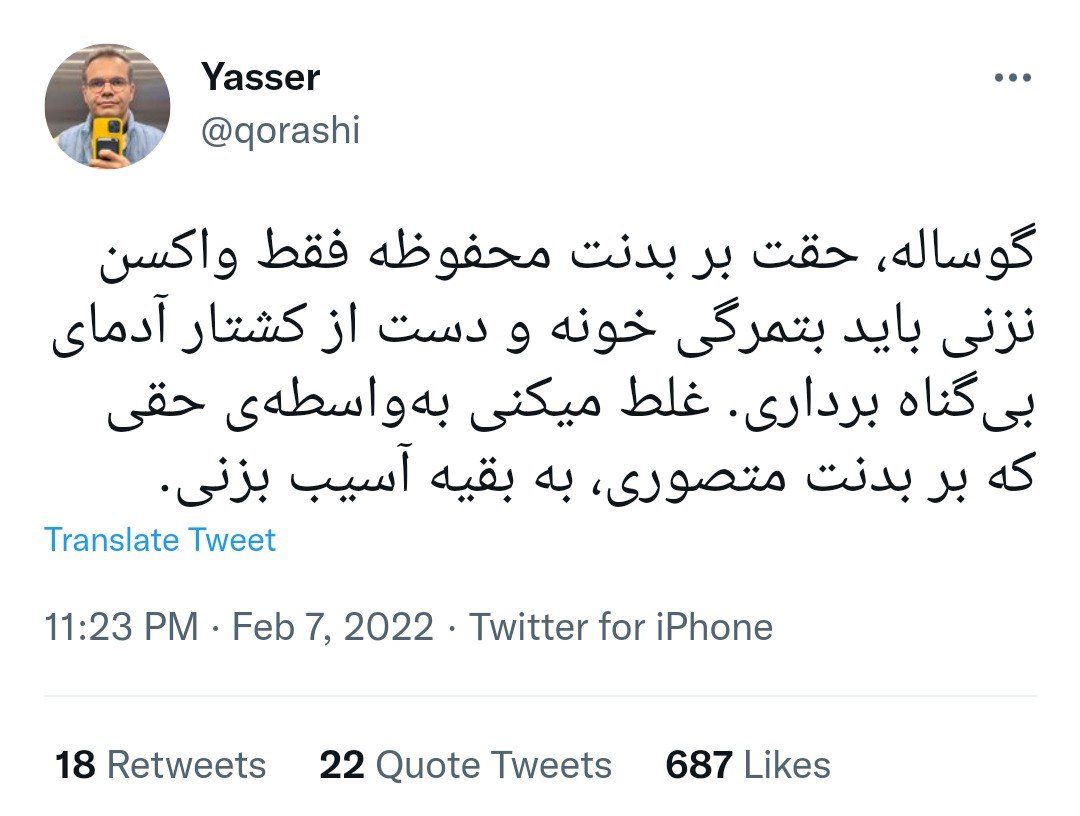 Yasser
@qorashi
گوساله، حقت بر بدنت محفوظه فقط واکسن
نزنی باید بتمرگی خونه و دست از کشتار آدمای
بی‌گناه برداری. غلط میکنی به‌واسطه‌ی حقی
که بر بدنت متصوری، به بقیه آسیب بزنی.
Translate Tweet
11:23 PM · Feb 7, 2022 · Twitter for iPhone
18 Retweets 22 Quote Tweets 687 Likes